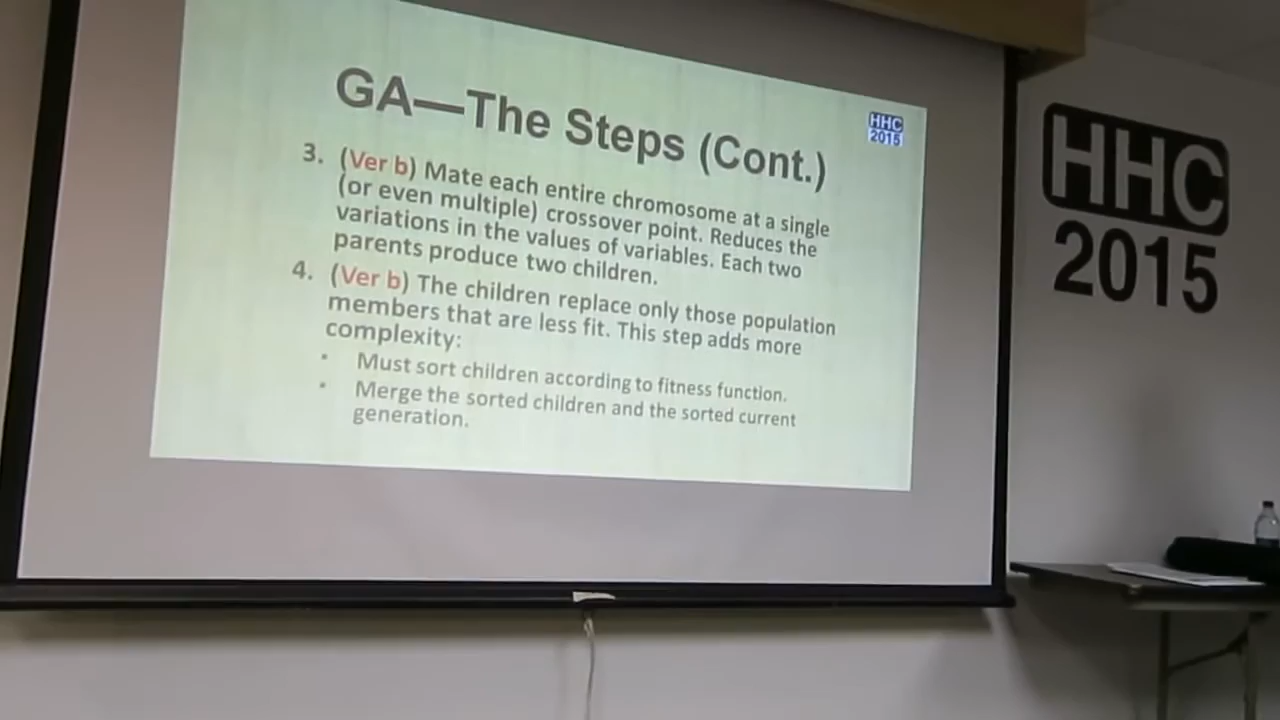 GA—The Steps (Cont.)
HHC
2015
3. (Ver b) Mate each entire chromosome at a single
(or even multiple) crossover point. Reduces the
variations in the values of variables. Each two
parents produce two children.
4. (Ver b) The children replace only those population
members that are less fit. This step adds more
complexity:
• Must sort children according to fitness function.
• Merge the sorted children and the sorted current
generation.
HHC
2015